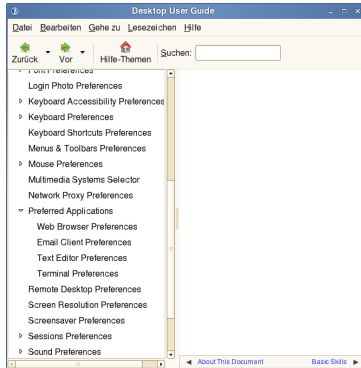 Desktop User Guide
Datei Bearbeiten Gehe zu Lesezeichen Hilfe
Zurück Vor Hilfe-Themen Suchen:
Font Preferences
Login Photo Preferences
Keyboard Accessibility Preferences
Keyboard Preferences
Keyboard Shortcuts Preferences
Menus & Toolbars Preferences
Mouse Preferences
Multimedia Systems Selector
Network Proxy Preferences
Preferred Applications
Web Browser Preferences
Email Client Preferences
Text Editor Preferences
Terminal Preferences
Remote Desktop Preferences
Screen Resolution Preferences
Screensaver Preferences
Sessions Preferences
Sound Preferences
About This Document Basic Skills